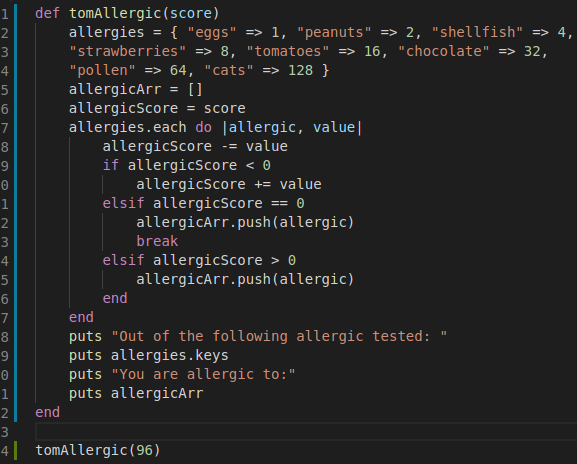 1 def tomAllergic(score)
2     allergies = { "eggs" => 1, "peanuts" => 2, "shellfish" => 4,
3     "strawberries" => 8, "tomatoes" => 16, "chocolate" => 32,
4     "pollen" => 64, "cats" => 128 }
5     allergicArr = []
6     allergicScore = score
7     allergies.each do |allergic, value|
8         allergicScore -= value
9         if allergicScore < 0
0             allergicScore += value
1         elsif allergicScore == 0
2             allergicArr.push(allergic)
3             break
4         elsif allergicScore > 0
5             allergicArr.push(allergic)
6         end
7     end
8     puts "Out of the following allergic tested: "
9     puts allergies.keys
0     puts "You are allergic to:"
1     puts allergicArr
2 end
3
4 tomAllergic(96)